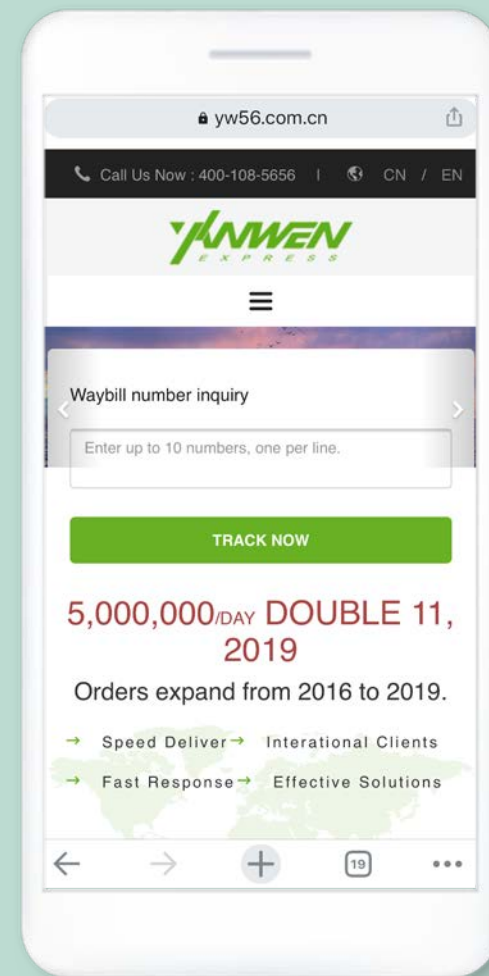 yw56.com.cn
Call Us Now : 400-108-5656 | CN / EN
YANWEN
EXPRESS
Waybill number inquiry
Enter up to 10 numbers, one per line.
TRACK NOW
5,000,000/DAY DOUBLE 11,
2019
Orders expand from 2016 to 2019.
→ Speed Deliver→ Interational Clients
→ Fast Response→ Effective Solutions
19